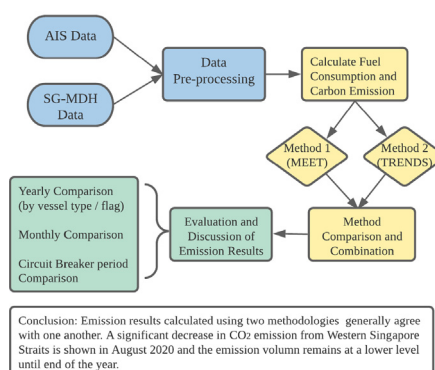 AIS Data
SG-MDH
Data
Data
Pre-processing
Calculate Fuel
Consumption and
Carbon Emission
Method 1
(MEET)
Method 2
(TRENDS)
Method
Comparison and
Combination
Evaluation and
Discussion of
Emission Results
Yearly Comparison
(by vessel type / flag)
Monthly Comparison
Circuit Breaker period
Comparison
Conclusion: Emission results calculated using two methodologies generally agree
with one another. A significant decrease in CO2 emission from Western Singapore
Straits is shown in August 2020 and the emission volumn remains at a lower level
until end of the year.